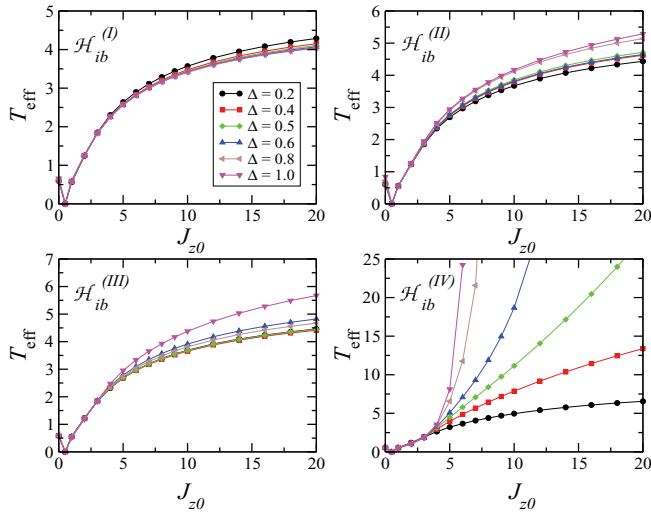 ℋ_ib^(I)
T_eff
5
4
3
2
1
0
0 5 10 15 20
J_z0
Δ = 0.2
Δ = 0.4
Δ = 0.5
Δ = 0.6
Δ = 0.8
Δ = 1.0
ℋ_ib^(II)
T_eff
6
5
4
3
2
1
0
0 5 10 15 20
J_z0
ℋ_ib^(III)
T_eff
7
6
5
4
3
2
1
0
0 5 10 15 20
J_z0
ℋ_ib^(IV)
T_eff
25
20
15
10
5
0
0 5 10 15 20
J_z0